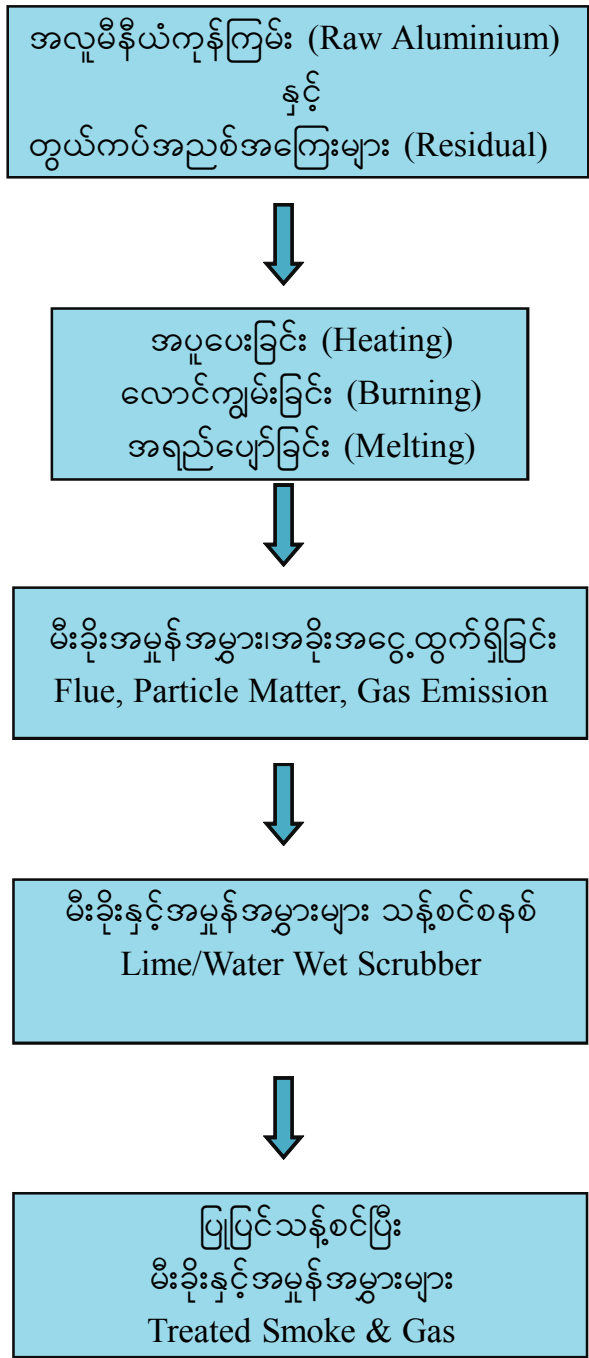 အလူမီနီယံကုန်ကြမ်း (Raw Aluminium)
နှင့်
တွယ်ကပ်အညစ်အကြေးများ (Residual)
အပူပေးခြင်း (Heating)
လောင်ကျွမ်းခြင်း (Burning)
အရည်ပျော်ခြင်း (Melting)
မီးခိုးအမှုန်အမွှား၊အခိုးအငွေ့ထွက်ရှိခြင်း
Flue, Particle Matter, Gas Emission
မီးခိုးနှင့်အမှုန်အမွှားများ သန့်စင်စနစ်
Lime/Water Wet Scrubber
ပြုပြင်သန့်စင်ပြီး
မီးခိုးနှင့်အမှုန်အမွှားများ
Treated Smoke & Gas